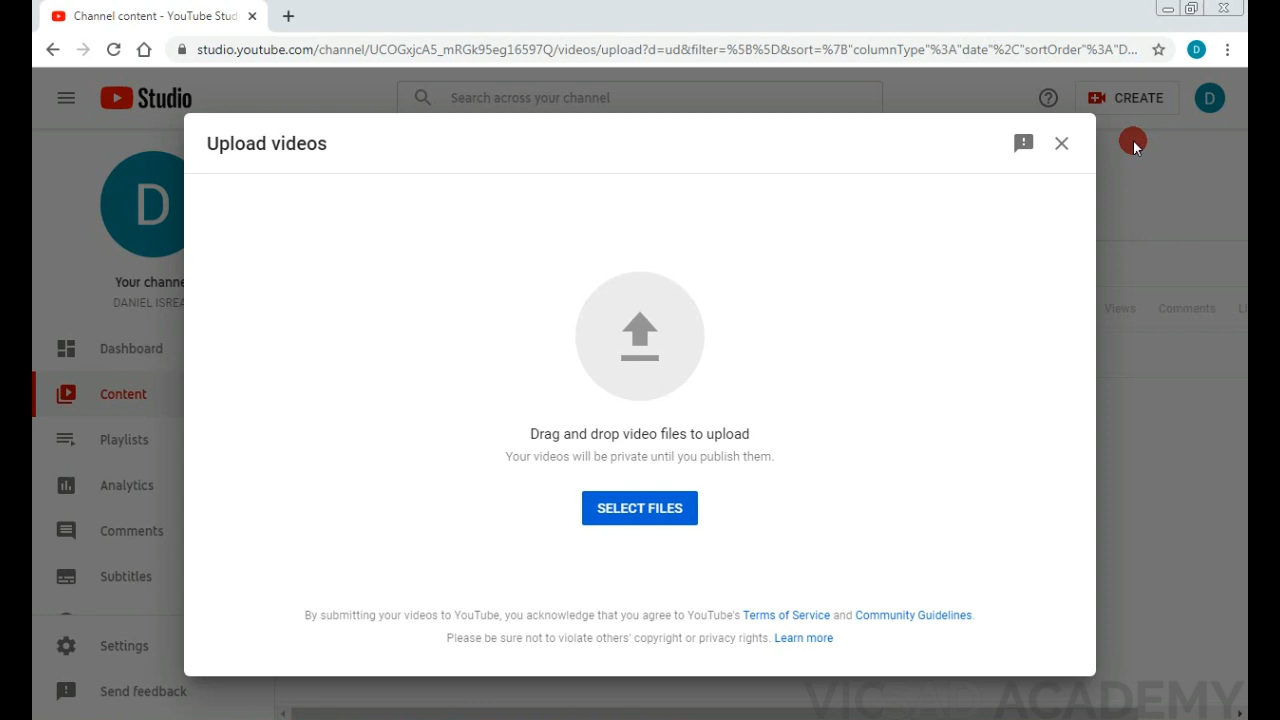 Channel content - YouTube Stud
studio.youtube.com/channel/UCOGxjcA5_mRGk95eg16597Q/videos/upload?d=ud&filter=%5B%5D&sort=%7B"columnType"%3A"date"%2C"sortOrder"%3A"D...
D
Studio
Search across your channel
CREATE
D
Upload videos
D
Your channe
DANIEL ISREA
Views
Comments
Dashboard
Content
Playlists
Analytics
Comments
Subtitles
Settings
Send feedback
Drag and drop video files to upload
Your videos will be private until you publish them.
SELECT FILES
By submitting your videos to YouTube, you acknowledge that you agree to YouTube's Terms of Service and Community Guidelines.
Please be sure not to violate others' copyright or privacy rights. Learn more
ACADEMY